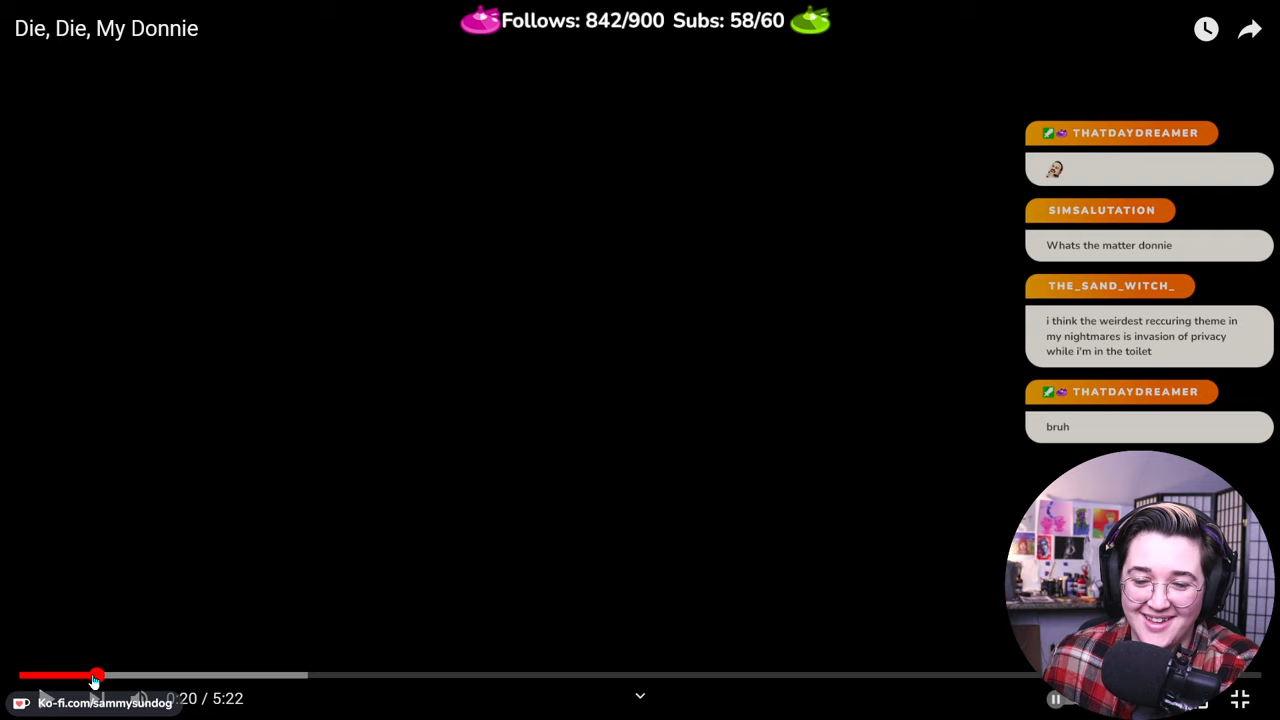 Die, Die, My Donnie
Follows: 842/900 Subs: 58/60
THATDAYDREAMER
SIMSALUTATION
Whats the matter donnie
THE_SAND_WITCH_
i think the weirdest reccuring theme in
my nightmares is invasion of privacy
while i'm in the toilet
THATDAYDREAMER
bruh
0:20 / 5:22
Ko-fi.com/sammysundog